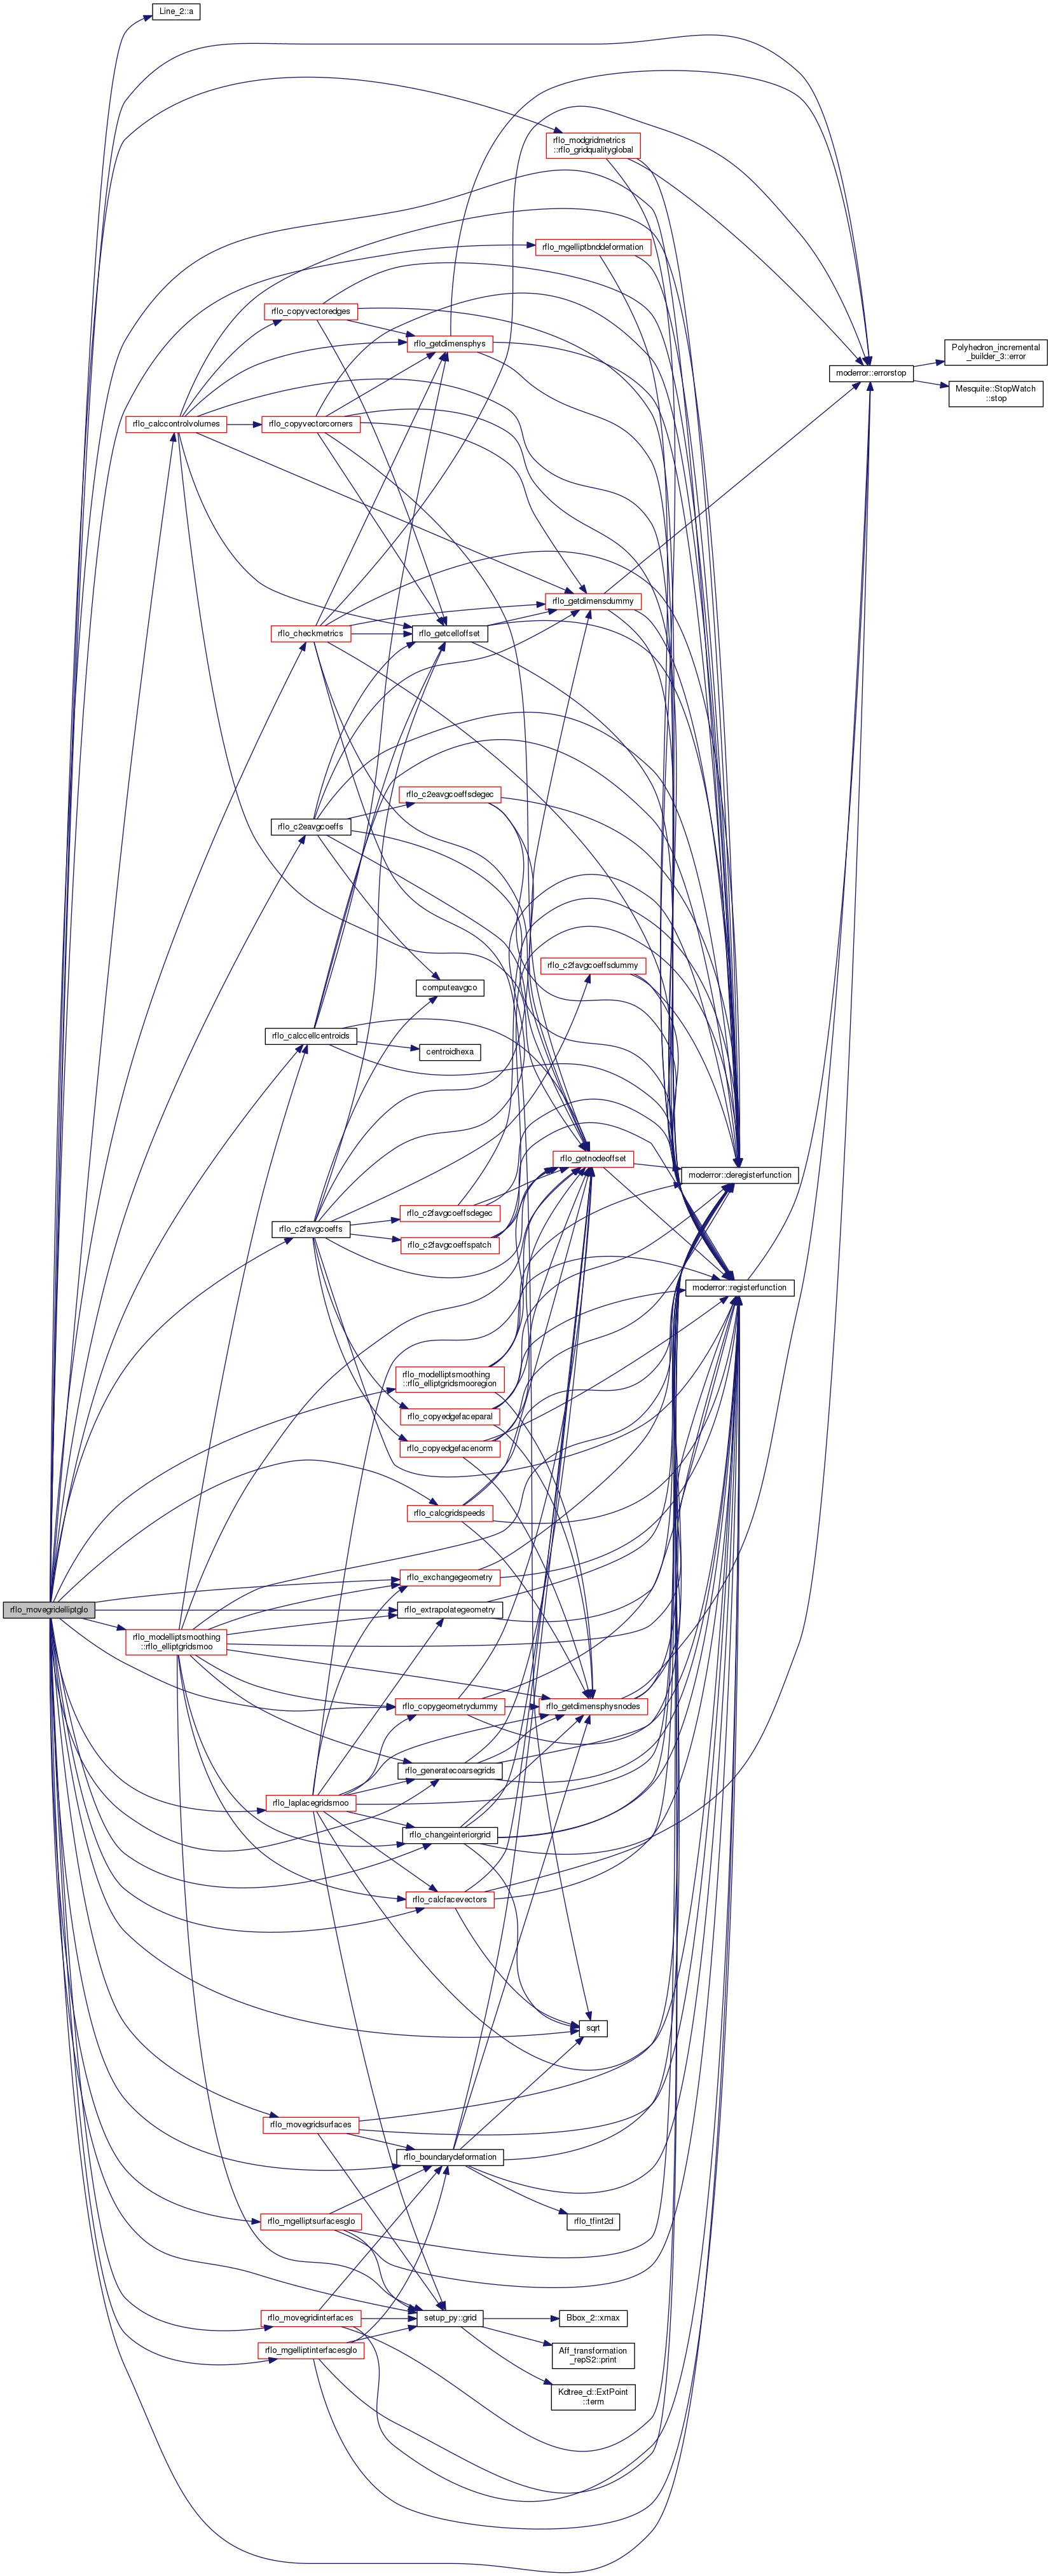 Line_2::a
rflo_modgridmetrics
::rflo_gridqualityglobal
rflo_mgelliptbnddeformation
rflo_copyvectoredges
rflo_getdimensphys
Polyhedron_incremental
_builder_3::error
moderror::errorstop
Mesquite::StopWatch
::stop
rflo_calccontrolvolumes
rflo_copyvectorcorners
rflo_getdimensdummy
rflo_checkmetrics
rflo_getcelloffset
rflo_c2eavgcoeffsdegec
rflo_c2eavgcoeffs
rflo_c2favgcoeffsdummy
computeavgco
rflo_calccellcentroids
centroidhexa
rflo_getnodeoffset
moderror::deregisterfunction
rflo_c2favgcoeffsdegec
rflo_c2favgcoeffs
rflo_c2favgcoeffspatch
moderror::registerfunction
rflo_modelliptsmoothing
::rflo_elliptgridsmooregion
rflo_copyedgefaceparal
rflo_copyedgefacenorm
rflo_calcgridspeeds
rflo_exchangegeometry
rflo_movegridelliptglo
rflo_extrapolategeometry
rflo_modelliptsmoothing
::rflo_elliptgridsmoo
rflo_copygeometrydummy
rflo_getdimensphysnodes
rflo_generatecoarsegrids
rflo_laplacegridsmoo
rflo_changeinteriorgrid
rflo_calcfacevectors
sqrt
rflo_movegridsurfaces
rflo_boundarydeformation
rflo_mgelliptsurfacesglo
rflo_tfint2d
rflo_movegridinterfaces
setup_py::grid
Bbox_2::xmax
rflo_mgelliptinterfacesglo
Aff_transformation
_repS2::print
Kdtree_d::ExtPoint
::term